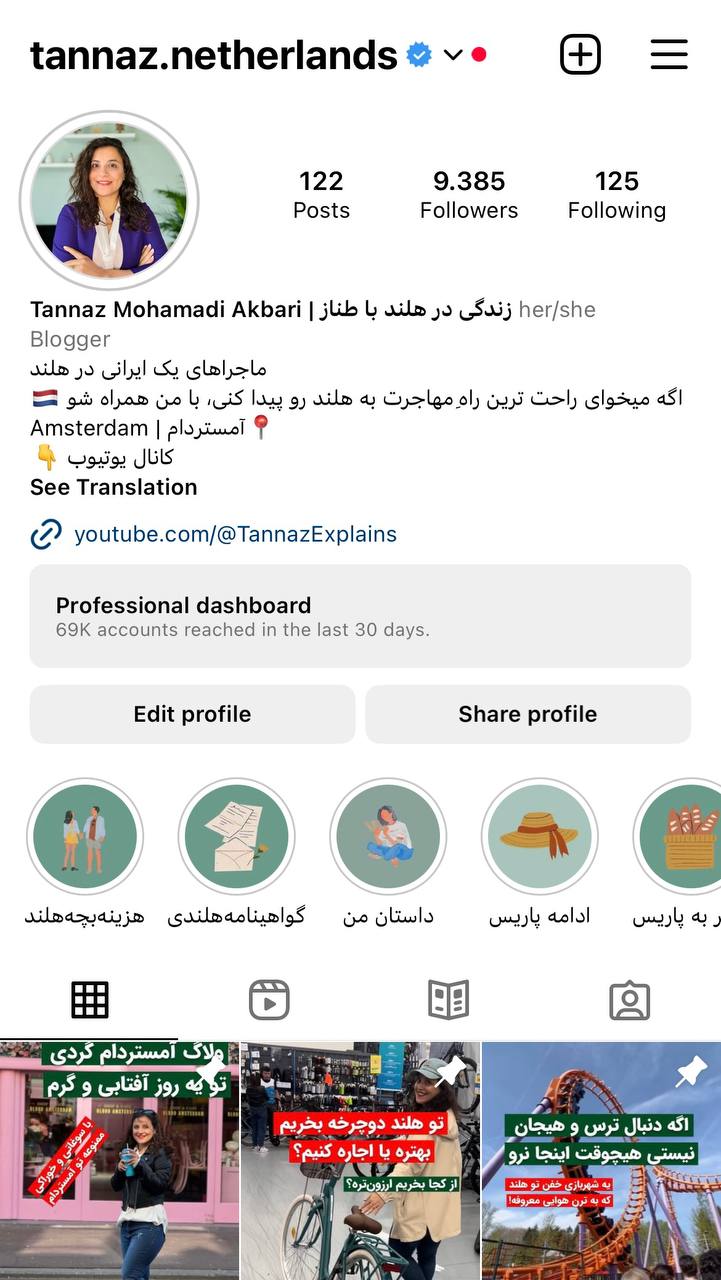 tannaz.netherlands
122
Posts
9.385
Followers
125
Following
Tannaz Mohamadi Akbari | زندگی در هلند با طناز her/she
Blogger
ماجراهای یک ایرانی در هلند
اگه میخوای راحت ترین راهِ مهاجرت به هلند رو پیدا کنی، با من همراه شو 🇳🇱
Amsterdam | آمستردام 📍
کانال یوتیوب 👇
See Translation
youtube.com/@TannazExplains
Professional dashboard
69K accounts reached in the last 30 days.
Edit profile
Share profile
هزینه‌بچه‌هلند
گواهینامه‌هلندی
داستان من
ادامه پاریس
ر به پاریس
ولاگ آمستردام گردی
تو یه روز آفتابی و گرم
با سوغاتی و خوراکی
ممنوعه تو آمستردام
تو هلند دوچرخه بخریم
بهتره یا اجاره کنیم؟
از کجا بخریم ارزون‌تره؟
اگه دنبال ترس و هیجان
نیستی هیچوقت اینجا نرو
یه شهربازی خفن تو هلند
که به ترن هوایی معروفه!